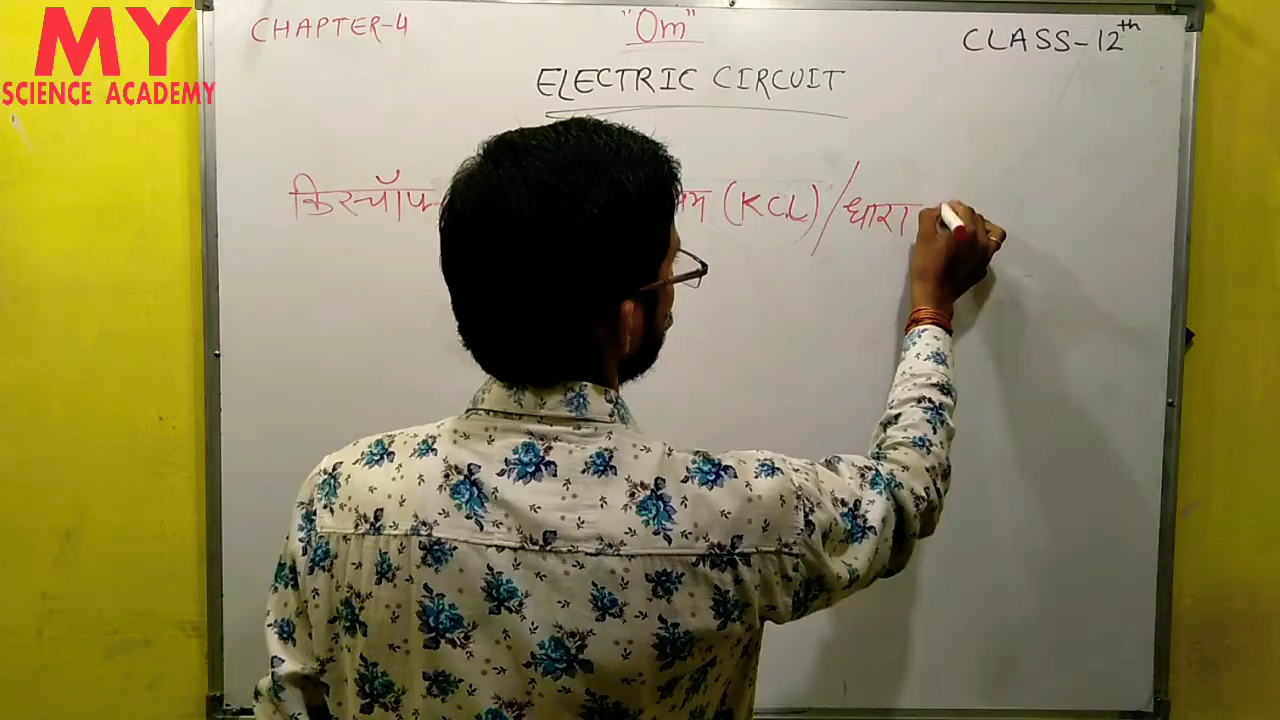 MY
SCIENCE ACADEMY
CHAPTER-4
"Om"
CLASS-12th
ELECTRIC CIRCUIT
(KCL)/धारा